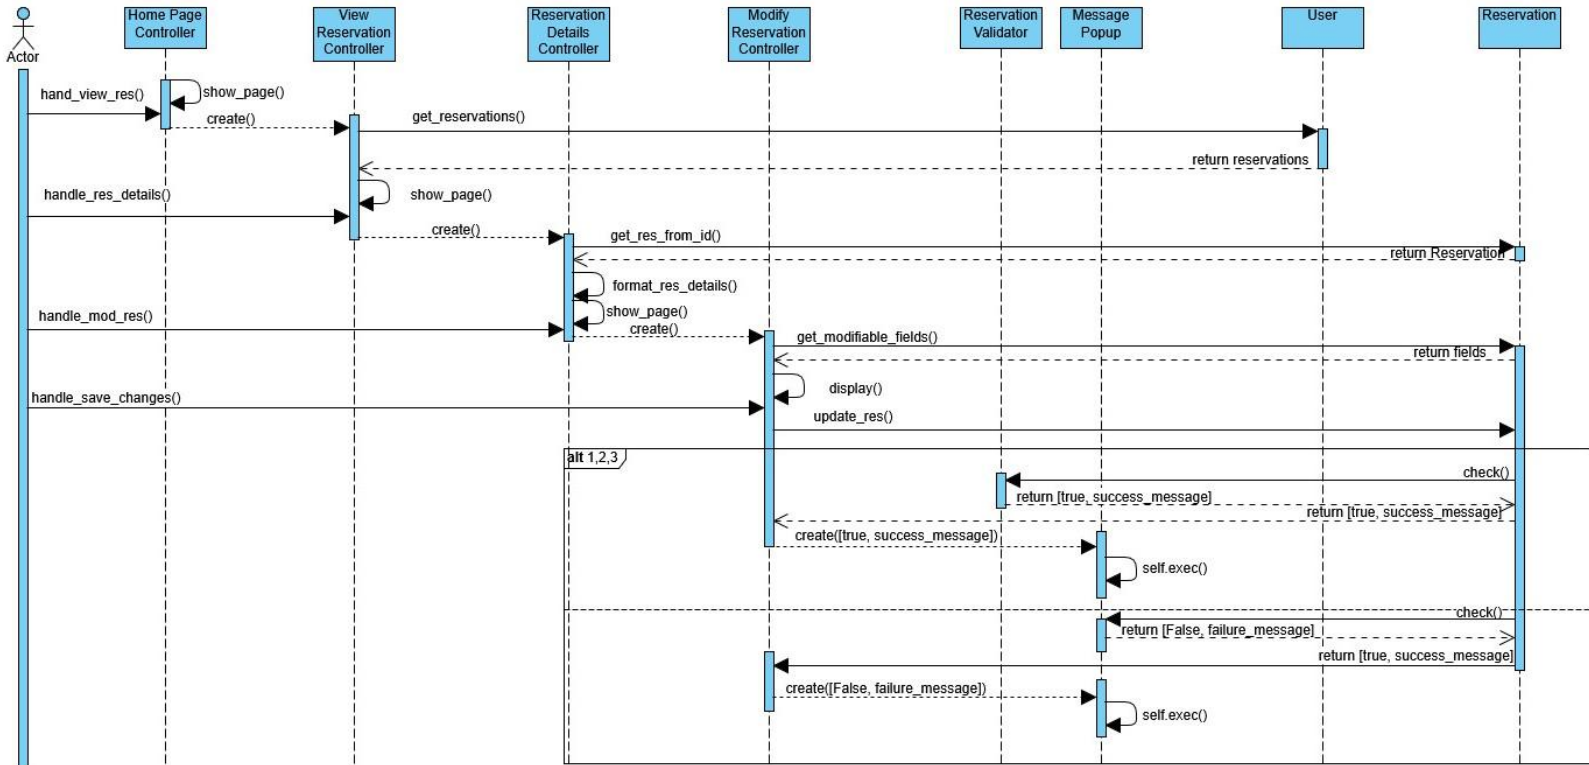 Home Page
Controller
View
Reservation
Controller
Reservation
Details
Controller
Modify
Reservation
Controller
Reservation
Validator
Message
Popup
User
Reservation
Actor
hand_view_res()
show_page()
create()
get_reservations()
return reservations
handle_res_details()
show_page()
create()
get_res_from_id()
return Reservation
format_res_details()
handle_mod_res()
show_page()
create()
get_modifiable_fields()
return fields
display()
handle_save_changes()
update_res()
alt 1,2,3
check()
return [true, success_message]
return [true, success_message]
create([true, success_message])
self.exec()
check()
return [False, failure_message]
return [true, success_message]
create([False, failure_message])
self.exec()